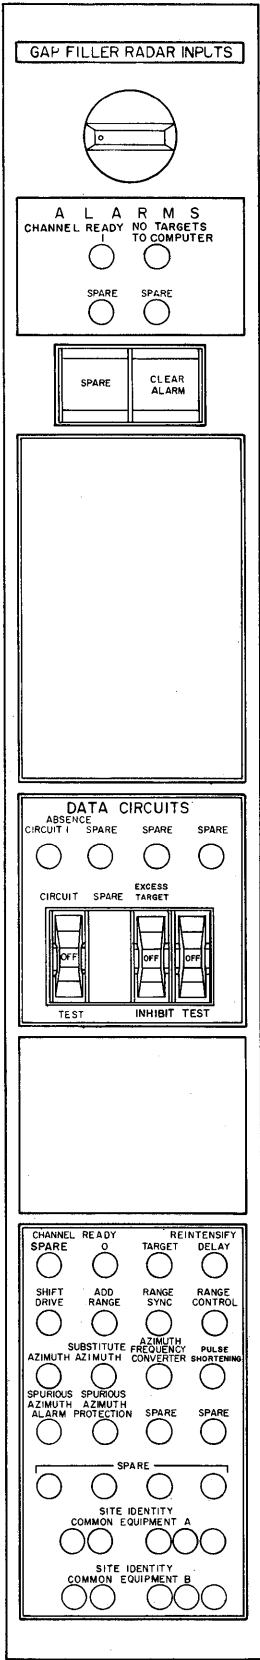 GAP FILLER RADAR INPUTS
A L A R M S
CHANNEL READY NO TARGETS
1 TO COMPUTER
SPARE SPARE
SPARE CLEAR
ALARM
DATA CIRCUITS
ABSENCE
CIRCUIT 1 SPARE SPARE SPARE
EXCESS
CIRCUIT SPARE TARGET
OFF OFF OFF
TEST INHIBIT TEST
CHANNEL READY REINTENSIFY
SPARE 0 TARGET DELAY
SHIFT ADD RANGE RANGE
DRIVE RANGE SYNC CONTROL
AZIMUTH
SUBSTITUTE FREQUENCY PULSE
AZIMUTH AZIMUTH CONVERTER SHORTENING
SPURIOUS SPURIOUS
AZIMUTH AZIMUTH
ALARM PROTECTION SPARE SPARE
SPARE
SITE IDENTITY
COMMON EQUIPMENT A
SITE IDENTITY
COMMON EQUIPMENT B